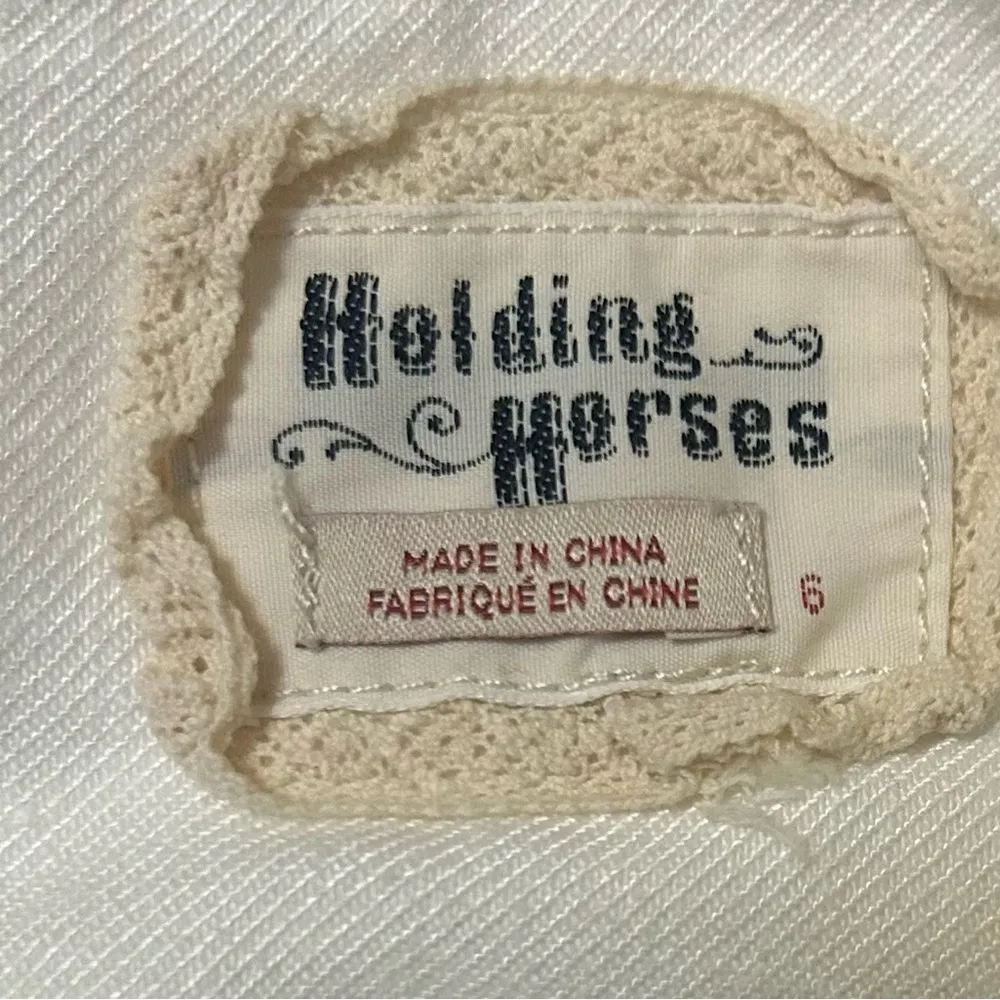 Holding
Horses
MADE IN CHINA
FABRIQUÉ EN CHINE
6